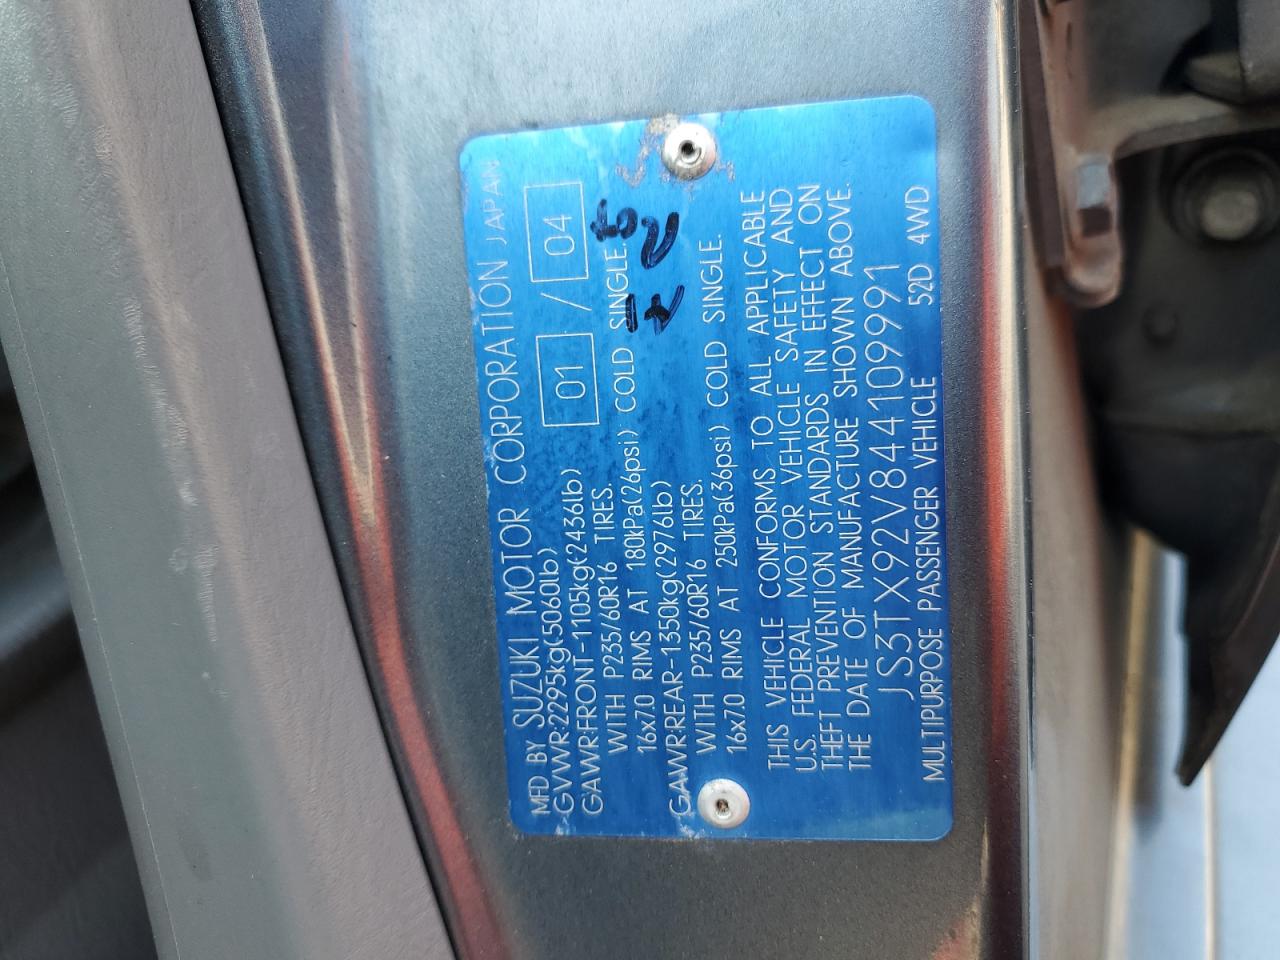 MFD BY SUZUKI MOTOR CORPORATION JAPAN
GVWR:2295kg(5060lb) 01 / 04
GAWR:FRONT-1105kg(2436lb)
WITH P235/60R16 TIRES.
16x7.0 RIMS AT 180kPa(26psi) COLD SINGLE.
GAWR:REAR-1350kg(2976lb)
WITH P235/60R16 TIRES.
16x7.0 RIMS AT 250kPa(36psi) COLD SINGLE.
THIS VEHICLE CONFORMS TO ALL APPLICABLE
U.S. FEDERAL MOTOR VEHICLE SAFETY AND
THEFT PREVENTION STANDARDS IN EFFECT ON
THE DATE OF MANUFACTURE SHOWN ABOVE.
JS3TX92V844109991
MULTIPURPOSE PASSENGER VEHICLE 52D 4WD